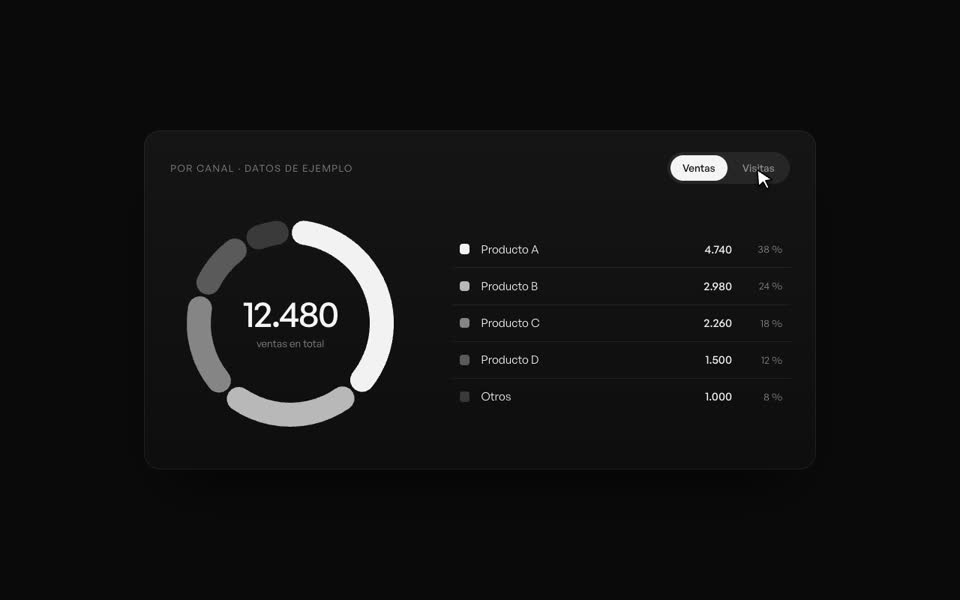 POR CANAL · DATOS DE EJEMPLO
Ventas
Visitas
12.480
ventas en total
Producto A 4.740 38 %
Producto B 2.980 24 %
Producto C 2.260 18 %
Producto D 1.500 12 %
Otros 1.000 8 %